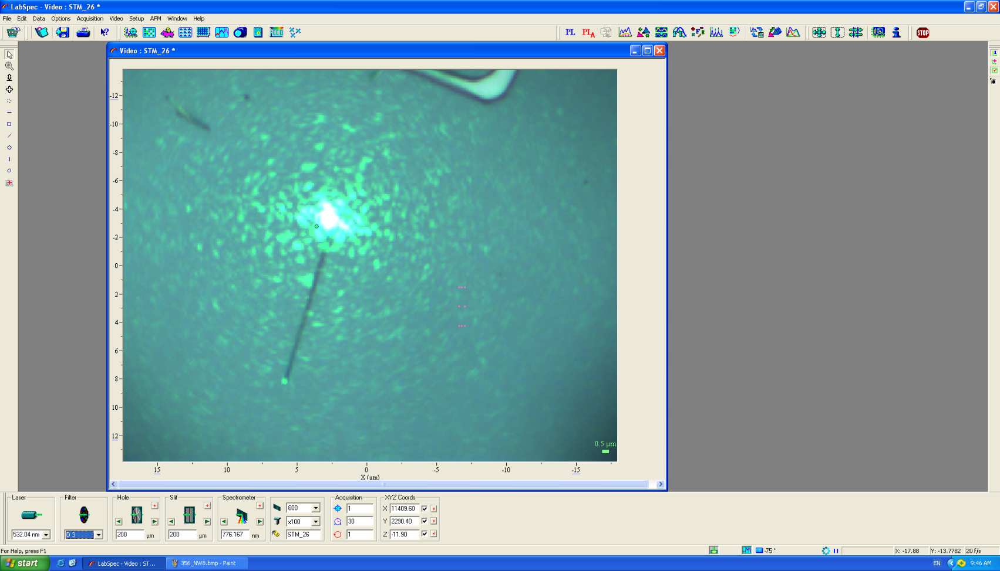 LabSpec - Video : STM_26 *
File Edit Data Options Acquisition Video Setup AFM Window Help
PL PLA STOP
Video : STM_26 *
-12
-10
-8
-6
-4
-2
0
2
4
6
8
10
12
0.5 µm
15 10 5 0 -5 -10 -15
X (µm)
Laser Filter Hole Slit Spectrometer Acquisition XYZ Coords
600 1 X 11409.60
x100 30 Y 2290.40
532.04 nm D 3 200 µm 200 µm 776.167 nm STM_26 1 Z -11.90
For Help, press F1 -75 ° X: -17.88 Y: -13.7782 20 f/s
start LabSpec - Video : ST... 356_NW8.bmp - Paint EN 9:46 AM